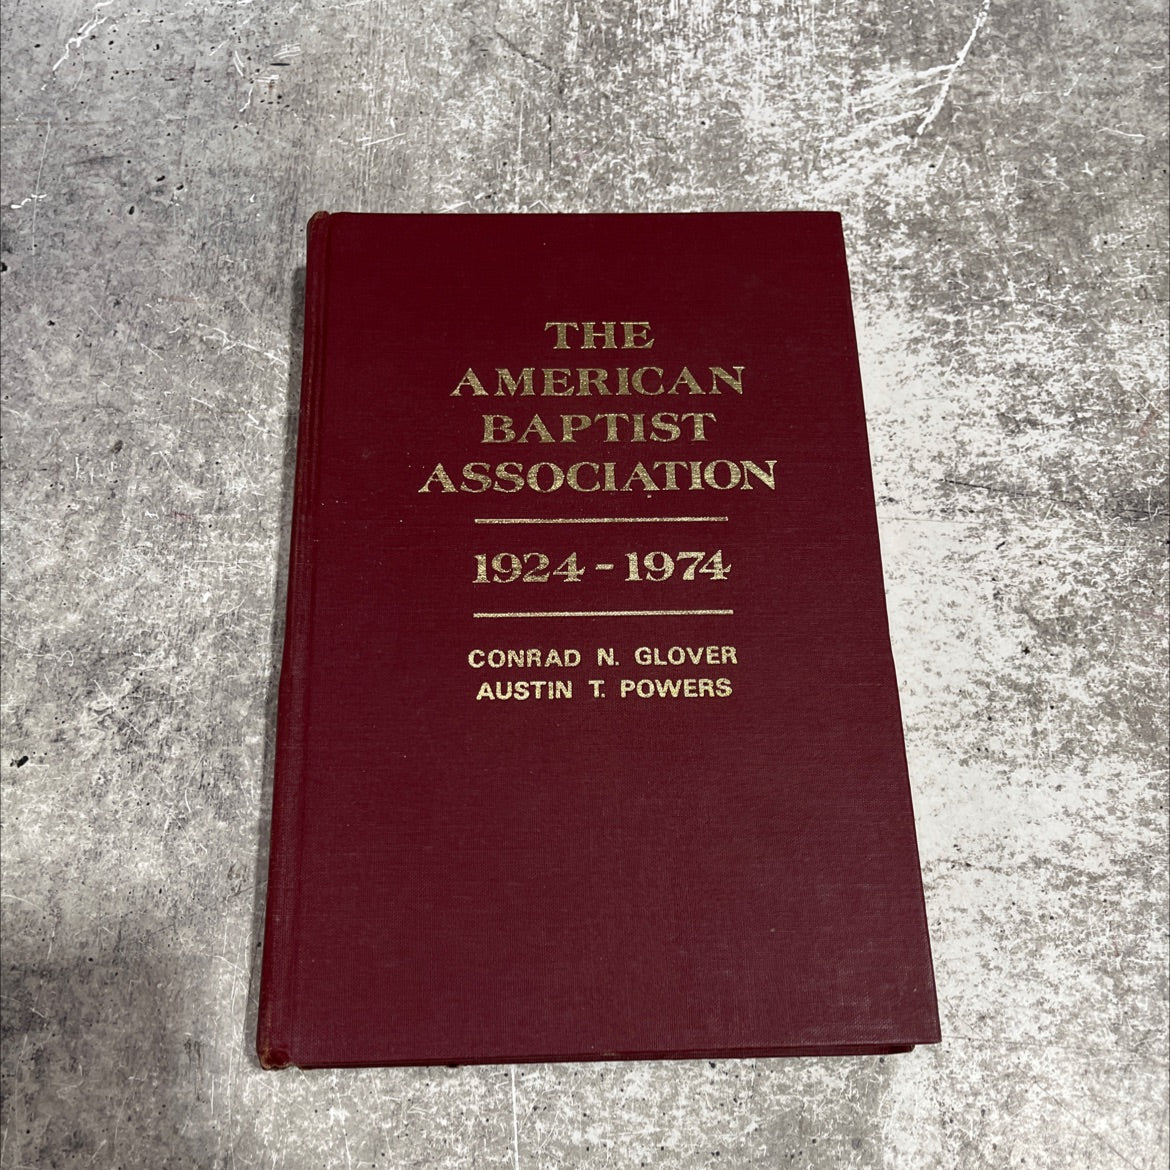 THE
AMERICAN
BAPTIST
ASSOCIATION
1924-1974
CONRAD N. GLOVER
AUSTIN T. POWERS